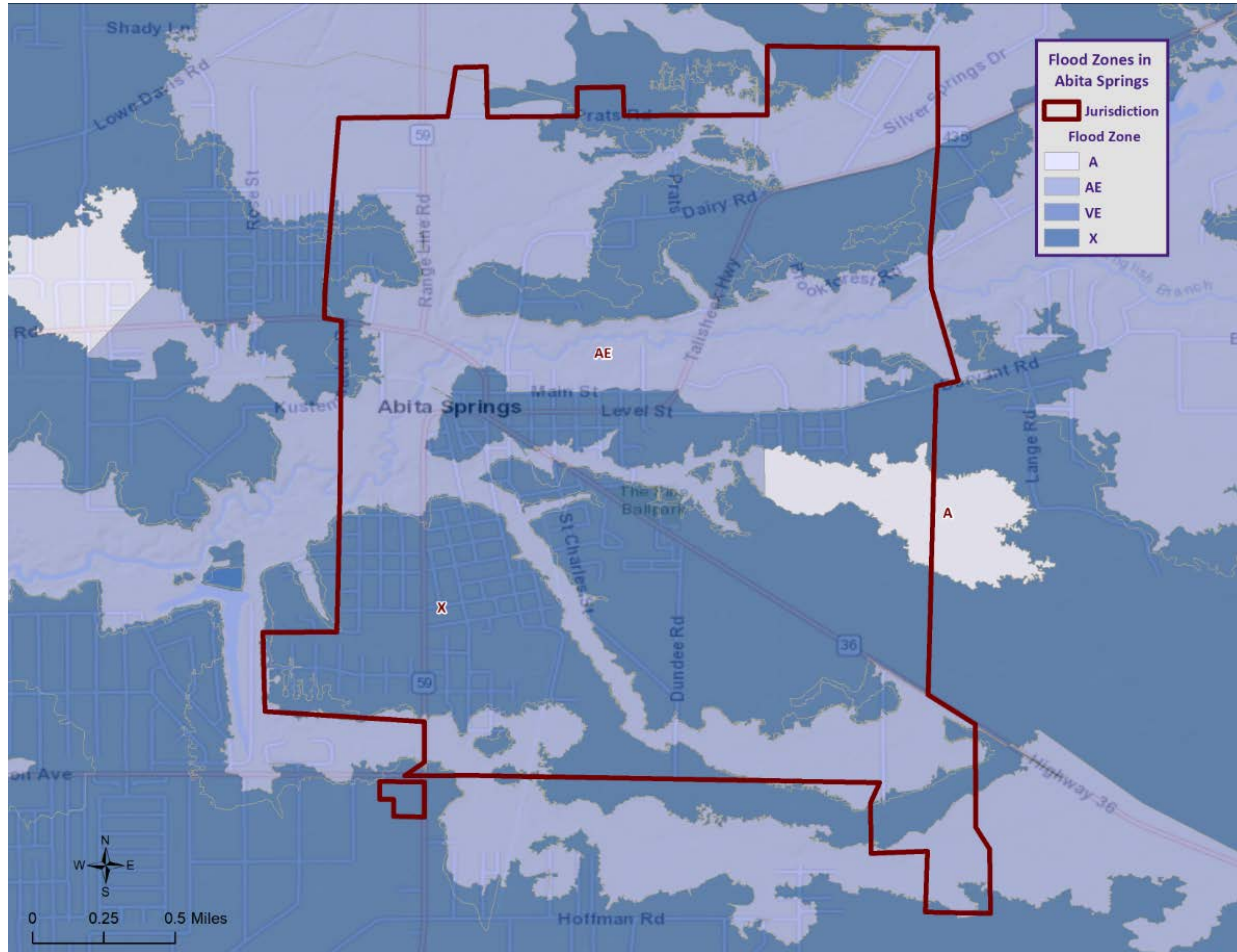 Shady Ln
Lowe Davis Rd
Rose St
59
Prats Rd
Silver Springs Dr
435
Prats
Dairy Rd
Range Line Rd
Talisheek Hwy
Brookforest Rd
English Branch
Rd
AE
Main St
Abita Springs
Level St
Lange Rd
The
Ballpark
A
St Charles St
X
Dundee Rd
36
59
Highway 36
Ave
Hoffman Rd
Flood Zones in
Abita Springs
Jurisdiction
Flood Zone
A
AE
VE
X
N
W E
S
0 0.25 0.5 Miles